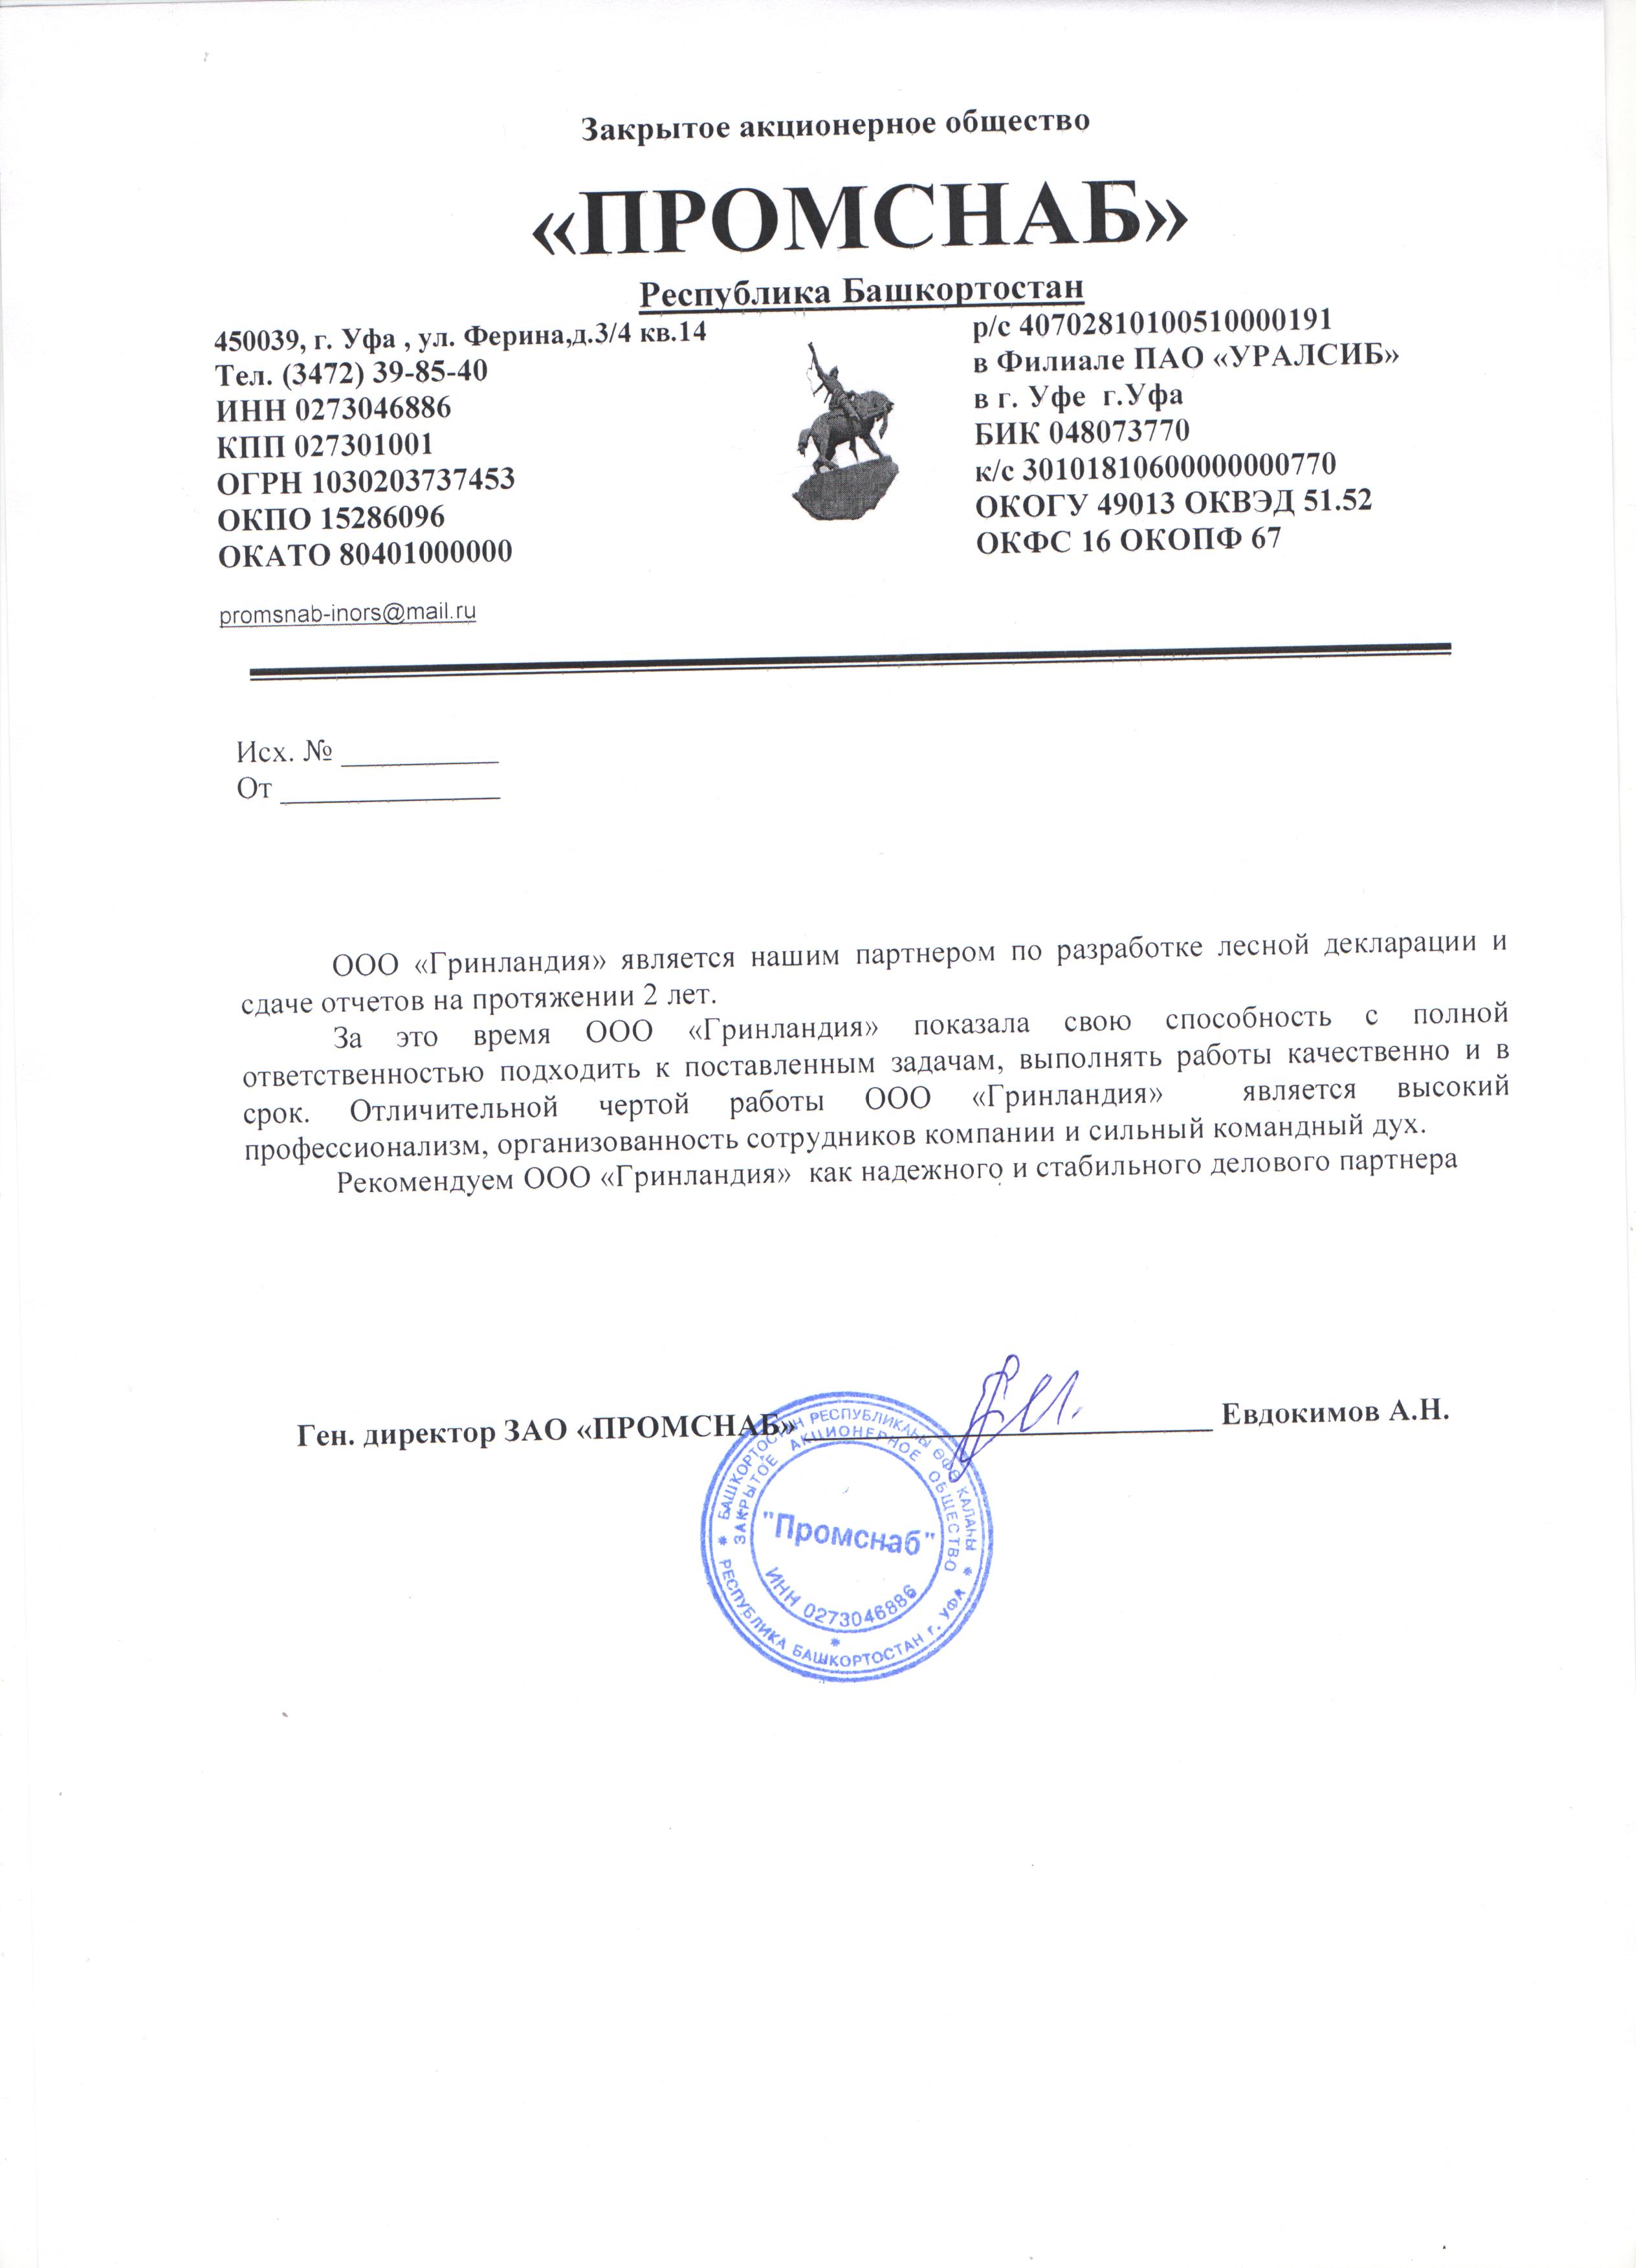 Закрытое акционерное общество
«ПРОМСНАБ»
Республика Башкортостан
450039, г. Уфа , ул. Ферина,д.3/4 кв.14
Тел. (3472) 39-85-40
ИНН 0273046886
КПП 027301001
ОГРН 1030203737453
ОКПО 15286096
ОКАТО 80401000000
promsnab-inors@mail.ru
р/с 40702810100510000191
в Филиале ПАО «УРАЛСИБ»
в г. Уфе  г.Уфа
БИК 048073770
к/с 30101810600000000770
ОКОГУ 49013 ОКВЭД 51.52
ОКФС 16 ОКОПФ 67
Исх. № __________
От ______________
ООО «Гринландия» является нашим партнером по разработке лесной декларации и
сдаче отчетов на протяжении 2 лет.
За это время ООО «Гринландия» показала свою способность с полной
ответственностью подходить к поставленным задачам, выполнять работы качественно и в
срок. Отличительной чертой работы ООО «Гринландия» является высокий
профессионализм, организованность сотрудников компании и сильный командный дух.
Рекомендуем ООО «Гринландия» как надежного и стабильного делового партнера
Ген. директор ЗАО «ПРОМСНАБ» __________________________ Евдокимов А.Н.
* БАШКОРТОСТАН РЕСПУБЛИКАҺЫ ӨФӨ ҠАЛАҺЫ *
ЗАКРЫТОЕ АКЦИОНЕРНОЕ ОБЩЕСТВО
"Промснаб"
ИНН 0273046886
*
РЕСПУБЛИКА БАШКОРТОСТАН г. УФА